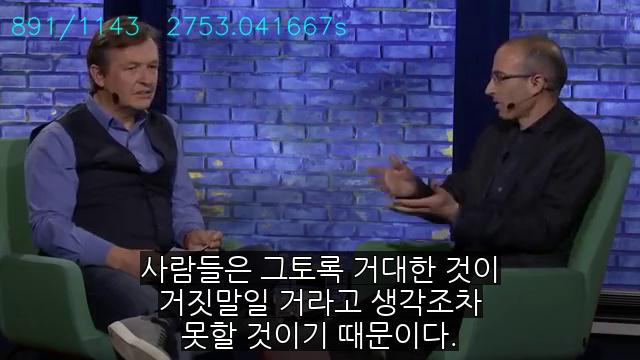 891/1143 2753.041667s
사람들은 그토록 거대한 것이
거짓말일 거라고 생각조차
못할 것이기 때문이다.